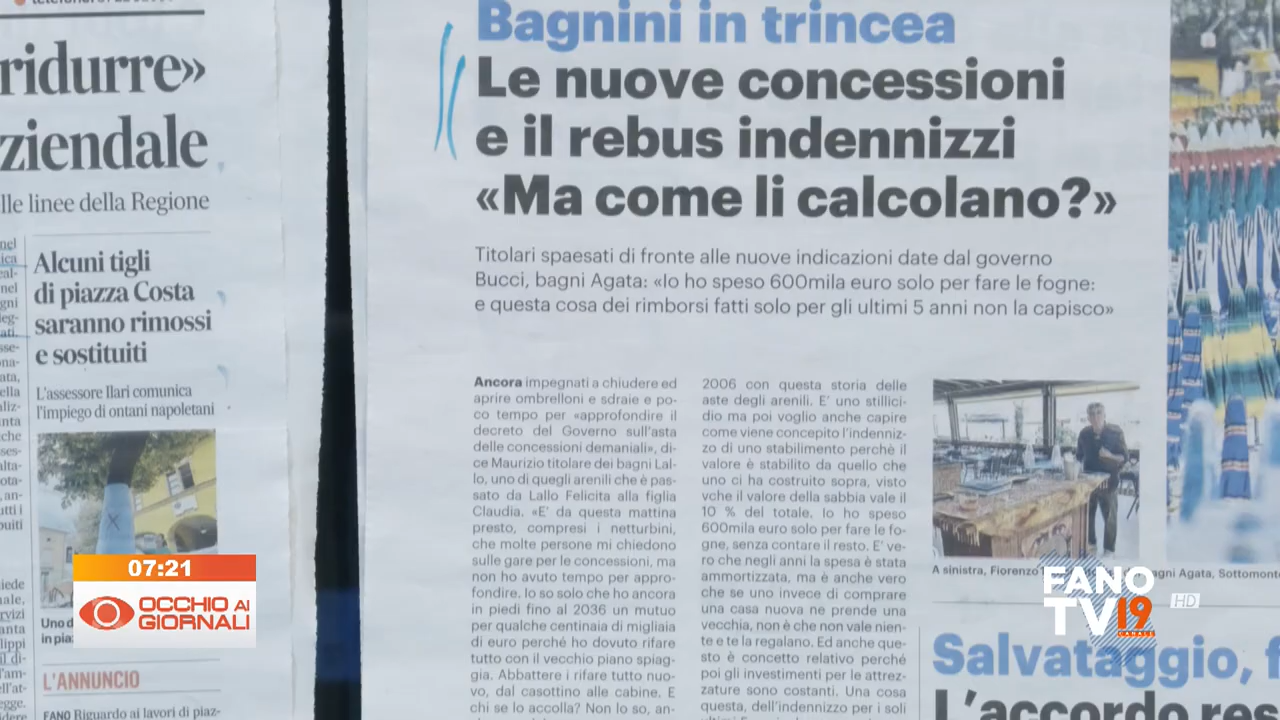 ridurre»
ziendale
lle linee della Regione
Alcuni tigli
di piazza Costa
saranno rimossi
e sostituiti
L'assessore Ilari comunica
l'impiego di ontani napoletani
L'ANNUNCIO
FANO Riguardo ai lavori di piaz-
Bagnini in trincea
Le nuove concessioni
e il rebus indennizzi
«Ma come li calcolano?»
Titolari spaesati di fronte alle nuove indicazioni date dal governo
Bucci, bagni Agata: «Io ho speso 600mila euro solo per fare le fogne:
e questa cosa dei rimborsi fatti solo per gli ultimi 5 anni non la capisco»
Ancora impegnati a chiudere ed
aprire ombrelloni e sdraie e po-
co tempo per «approfondire il
decreto del Governo sull'asta
delle concessioni demaniali», di-
ce Maurizio titolare dei bagni Lal-
lo, uno di quegli arenili che è pas-
sato da Lallo Felicita alla figlia
Claudia. «E' da questa mattina
presto, compresi i netturbini,
che molte persone mi chiedono
sulle gare per le concessioni, ma
non ho avuto tempo per appro-
fondire. Io so solo che ho ancora
in piedi fino al 2036 un mutuo
per qualche centinaia di migliaia
di euro perché ho dovuto rifare
tutto con il vecchio piano spiag-
gia. Abbattere i rifare tutto nuo-
vo, dal casottino alle cabine. E
chi se lo accolla? Non lo so, an-
2006 con questa storia delle
aste degli arenili. E' uno stillici-
dio ma poi voglio anche capire
come viene concepito l'indenniz-
zo di uno stabilimento perchè il
valore è stabilito da quello che
uno ci ha costruito sopra, visto
vche il valore della sabbia vale il
10 % del totale. Io ho speso
600mila euro solo per fare le fo-
gne, senza contare il resto. E' ve-
ro che negli anni la spesa è stata
ammortizzata, ma è anche vero
che se uno invece di comprare
una casa nuova ne prende una
vecchia, non è che non vale nien-
te e te la regalano. Ed anche que-
sto è concetto relativo perché
poi gli investimenti per le attrez-
zature sono costanti. Una cosa
questa, dell'indennizzo per i soli
A sinistra, Fiorenzo
agni Agata, Sottomonte
Salvataggio, f
L'accordo res
07:21
OCCHIO AI
GIORNALI
FANO
TV19
CANALE
HD